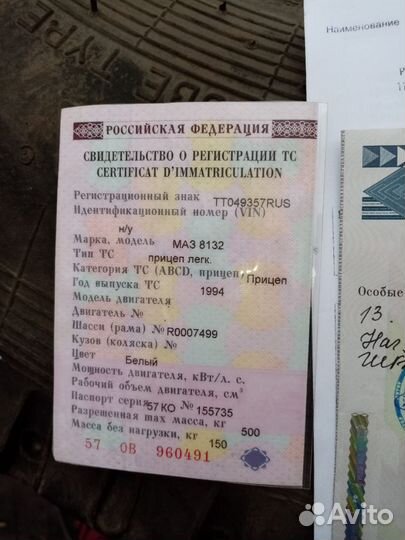 РОССИЙСКАЯ ФЕДЕРАЦИЯ
СВИДЕТЕЛЬСТВО О РЕГИСТРАЦИИ ТС
CERTIFICAT D'IMMATRICULATION
Регистрационный знак ТТ049357RUS
Идентификационный номер (VIN)
н/у
Марка, модель МАЗ 8132
Тип ТС прицеп легк.
Категория ТС (ABCD, прицеп) Прицеп
Год выпуска ТС 1994
Модель двигателя
Двигатель №
Шасси (рама) № R0007499
Кузов (коляска) №
Цвет Белый
Мощность двигателя, кВт/л. с.
Рабочий объем двигателя, см³
Паспорт серия 57 КО № 155735
Разрешенная max масса, кг 500
Масса без нагрузки, кг 150
57 ОВ 960491
Наименование
Особые
13.
TYPE
Avito